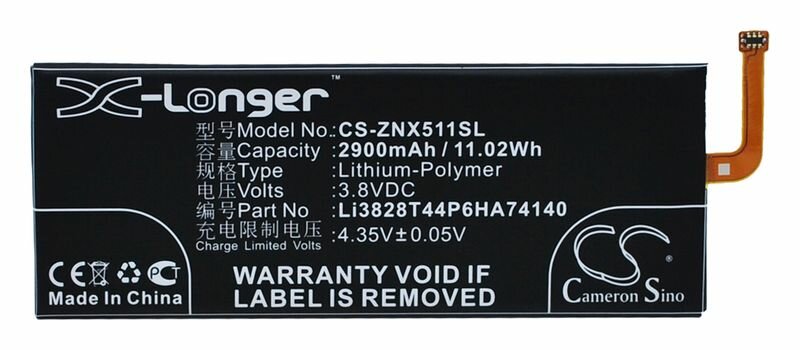 X-Longer™
型号Model No.: CS-ZNX511SL
容量Capacity: 2900mAh / 11.02Wh
规格Type: Lithium-Polymer
电压Volts: 3.8VDC
编号Part No.: Li3828T44P6HA74140
充电限制电压: 4.35V±0.05V
Charge Limited Volts
CE
Made In China
WARRANTY VOID IF
LABEL IS REMOVED
CS
Cameron Sino